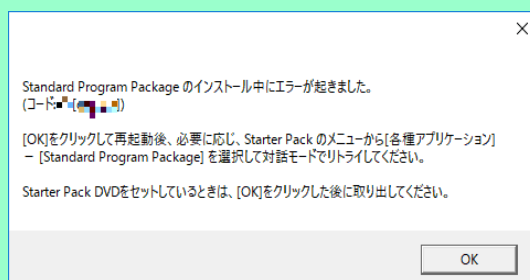 Standard Program Package のインストール中にエラーが起きました。
(コード:
[OK]をクリックして再起動後、必要に応じ、Starter Pack のメニューから[各種アプリケーション]
－ [Standard Program Package] を選択して対話モードでリトライしてください。
Starter Pack DVDをセットしているときは、[OK]をクリックした後に取り出してください。
OK